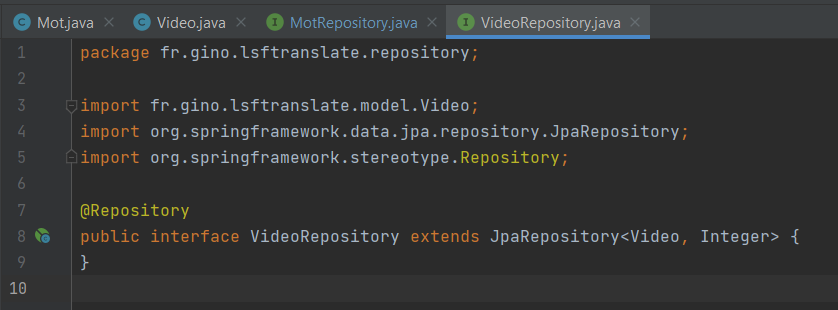 Mot.java Video.java MotRepository.java VideoRepository.java
1 package fr.gino.lsftranslate.repository;
2
3 import fr.gino.lsftranslate.model.Video;
4 import org.springframework.data.jpa.repository.JpaRepository;
5 import org.springframework.stereotype.Repository;
6
7 @Repository
8 public interface VideoRepository extends JpaRepository<Video, Integer> {
9 }
10